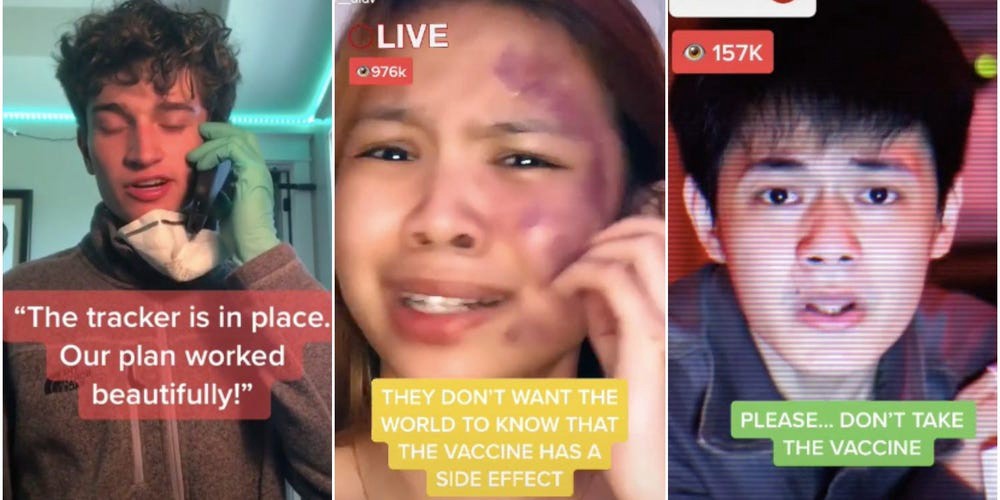 “The tracker is in place.
Our plan worked
beautifully!”
LIVE
976k
THEY DON’T WANT THE
WORLD TO KNOW THAT
THE VACCINE HAS A
SIDE EFFECT
157K
PLEASE... DON’T TAKE
THE VACCINE